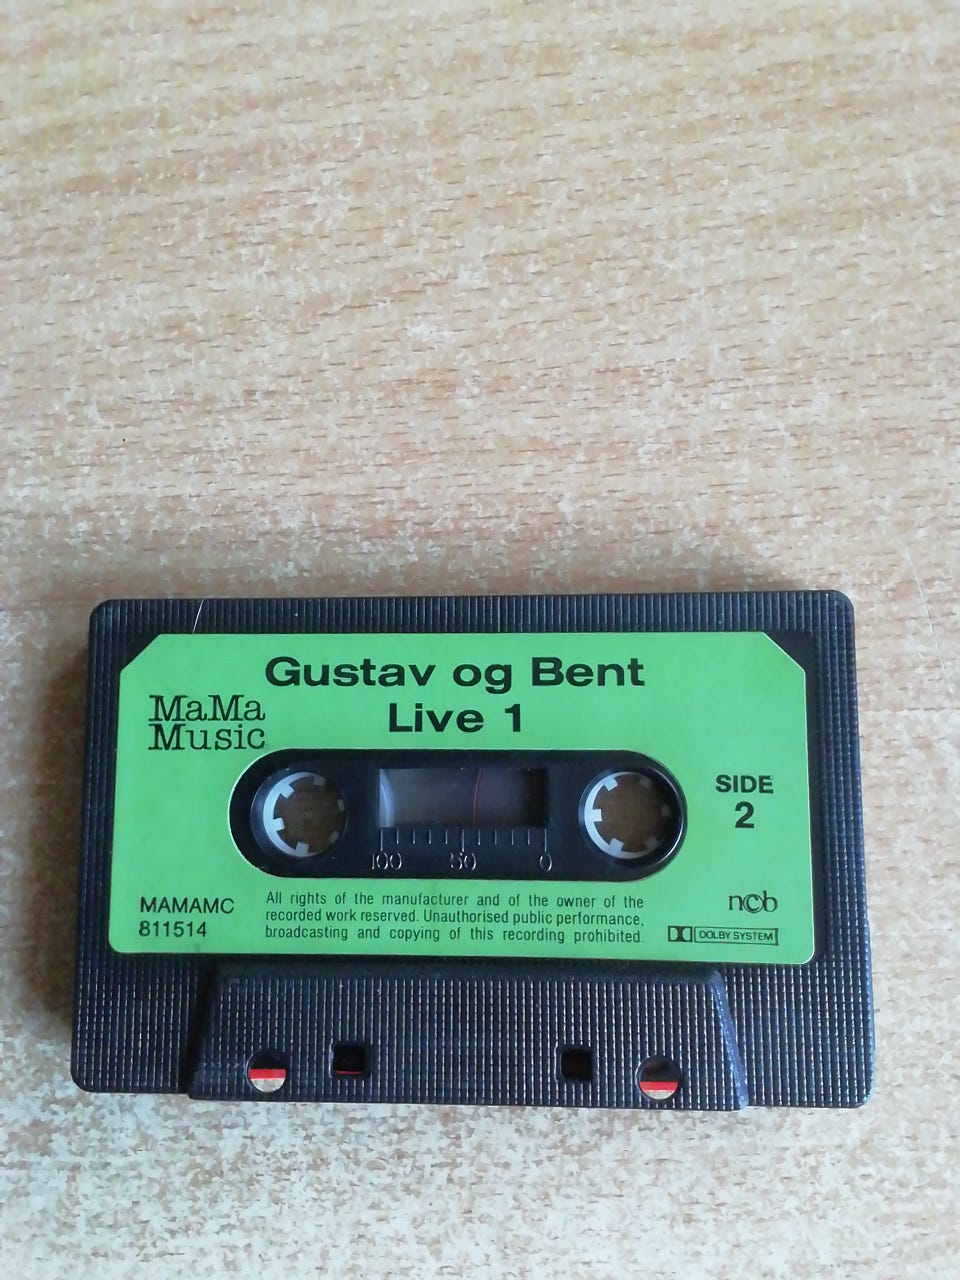 Gustav og Bent
Live 1
MaMa
Music
SIDE
2
100 50 0
MAMAMC
811514
All rights of the manufacturer and of the owner of the
recorded work reserved. Unauthorised public performance,
broadcasting and copying of this recording prohibited.
ncb
DOLBY SYSTEM